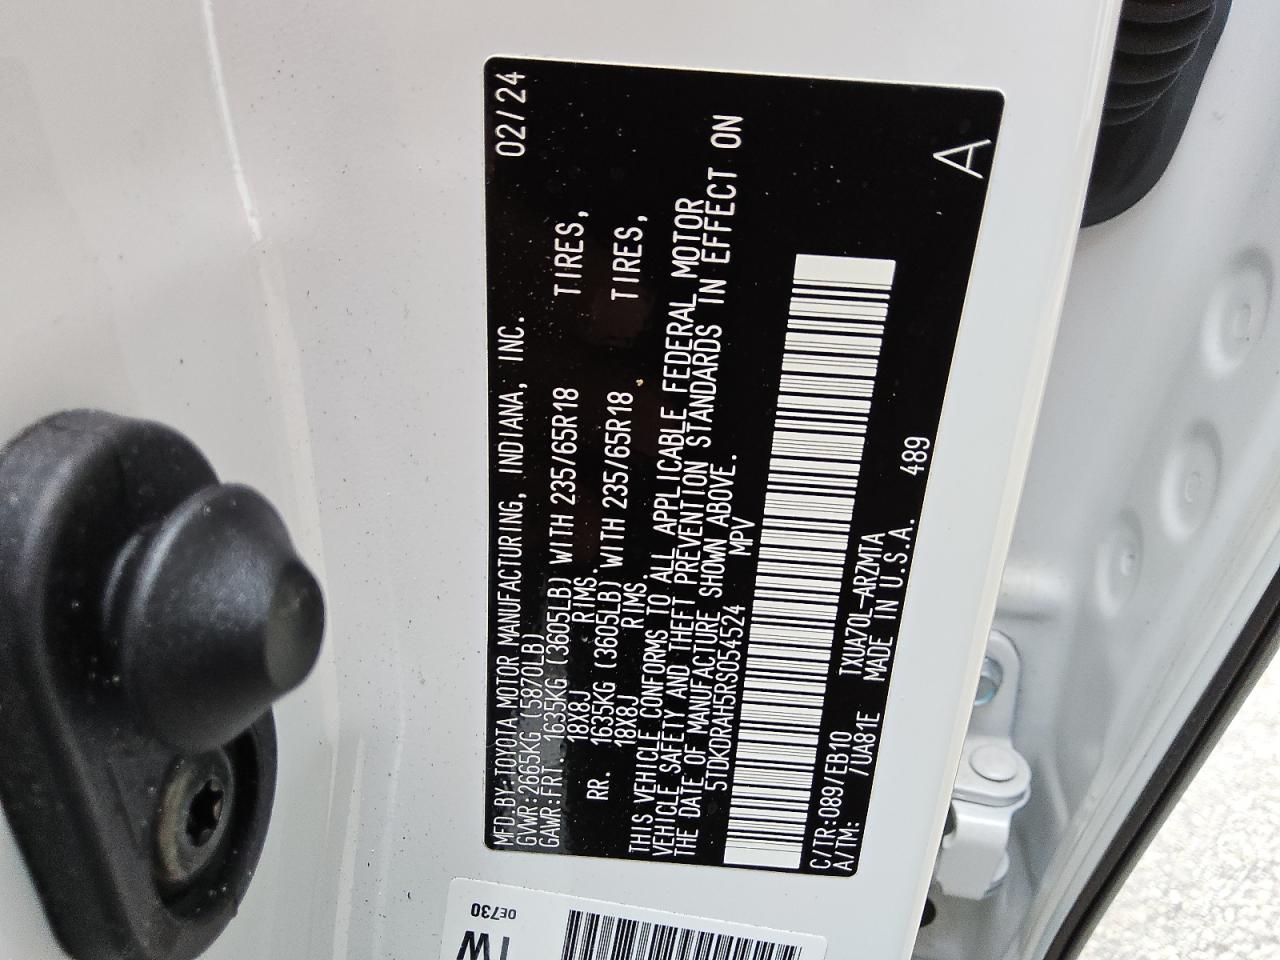 MFD.BY:TOYOTA MOTOR MANUFACTURING, INDIANA, INC. 02/24
GVWR:2665KG (5870LB)
GAWR:FRT. 1635KG (3605LB) WITH 235/65R18 TIRES,
18X8J RIMS.
RR. 1635KG (3605LB) WITH 235/65R18 TIRES,
18X8J RIMS.
THIS VEHICLE CONFORMS TO ALL APPLICABLE FEDERAL MOTOR
VEHICLE SAFETY AND THEFT PREVENTION STANDARDS IN EFFECT ON
THE DATE OF MANUFACTURE SHOWN ABOVE.
5TDKDRAH5RS054524 MPV
C/TR:089/EB10 TXUA70L-ARZMTA
A/TM: /UA81E MADE IN U.S.A. 489
A
0E730